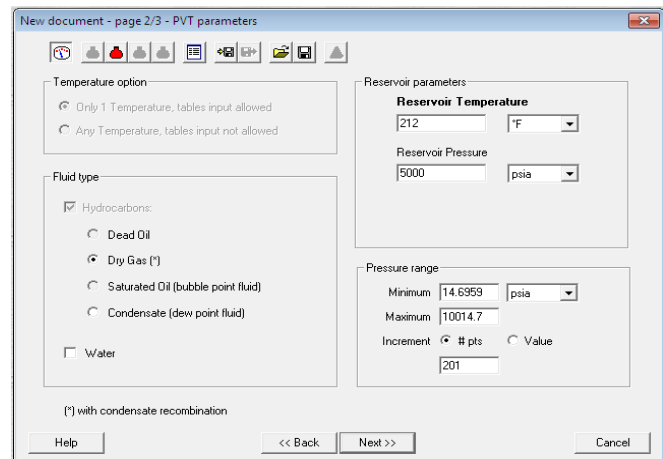 New document - page 2/3 - PVT parameters
Temperature option
Only 1 Temperature, tables input allowed
Any Temperature, tables input not allowed
Fluid type
Hydrocarbons:
Dead Oil
Dry Gas (*)
Saturated Oil (bubble point fluid)
Condensate (dew point fluid)
Water
(*) with condensate recombination
Reservoir parameters
Reservoir Temperature
212 °F
Reservoir Pressure
5000 psia
Pressure range
Minimum 14.6959 psia
Maximum 10014.7
Increment # pts Value
201
Help << Back Next >> Cancel